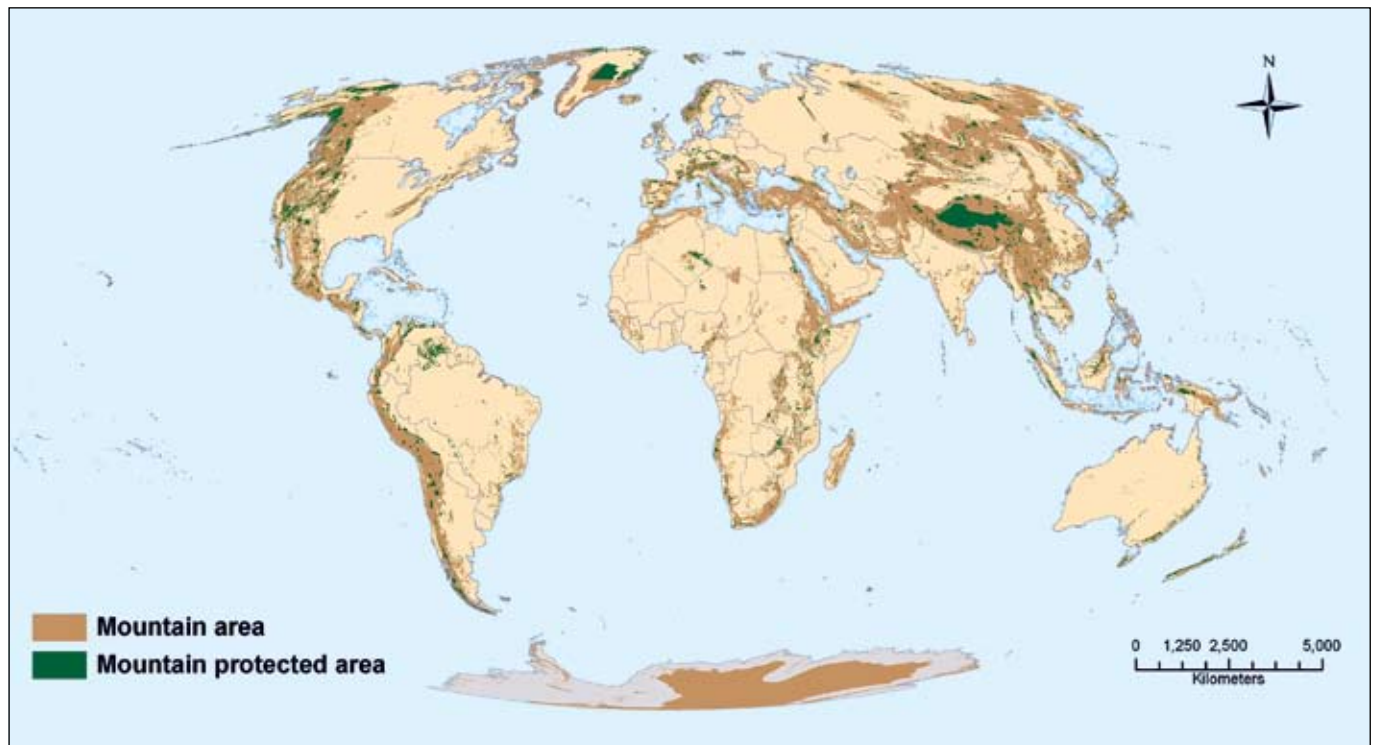 N
Mountain area
Mountain protected area
0 1,250 2,500 5,000
Kilometers